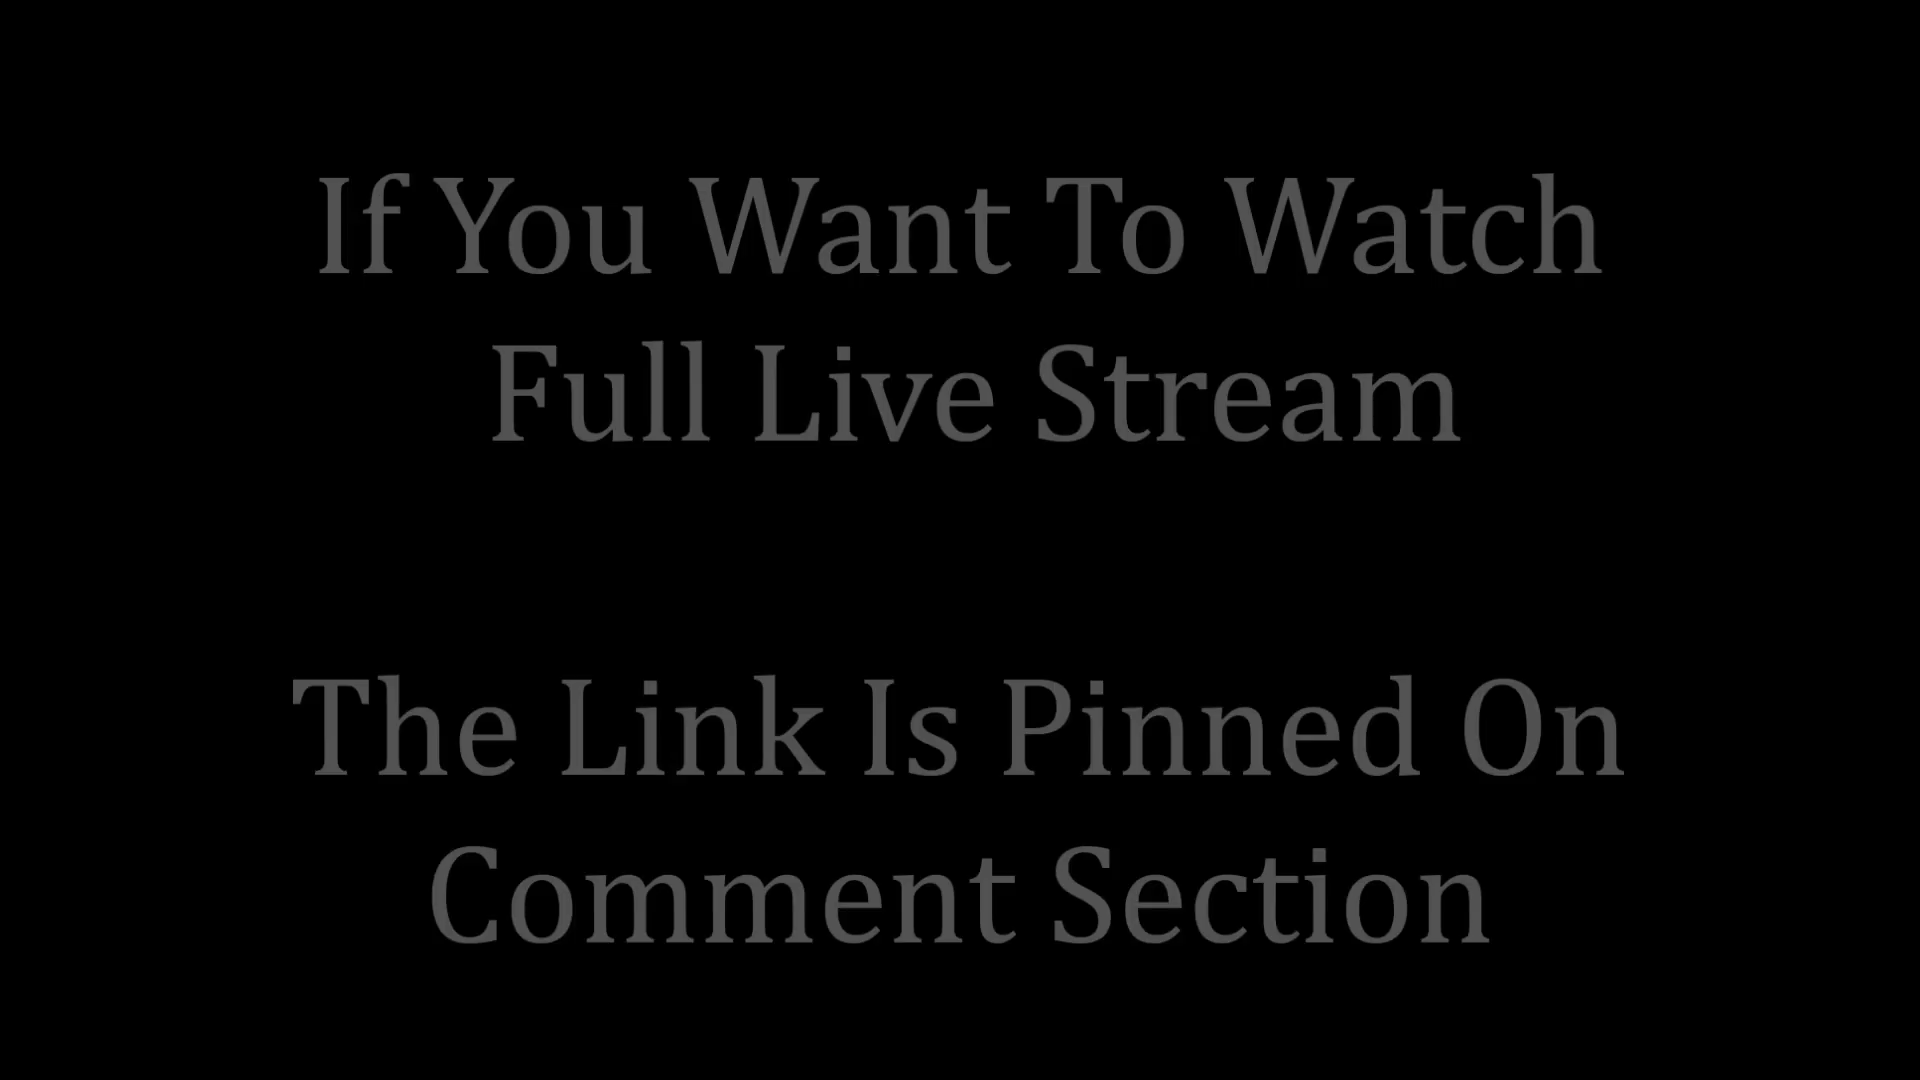 If You Want To Watch
Full Live Stream
The Link Is Pinned On
Comment Section